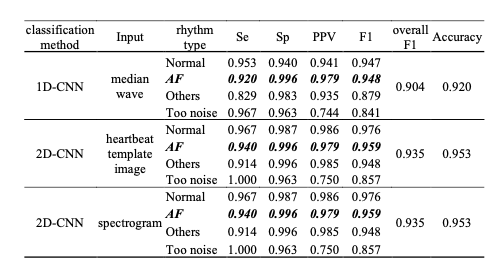 classification method Input rhythm type Se Sp PPV F1 overall F1 Accuracy
1D-CNN median wave Normal 0.953 0.940 0.941 0.947 0.904 0.920
AF 0.920 0.996 0.979 0.948
Others 0.829 0.983 0.935 0.879
Too noise 0.967 0.963 0.744 0.841
2D-CNN heartbeat template image Normal 0.967 0.987 0.986 0.976 0.935 0.953
AF 0.940 0.996 0.979 0.959
Others 0.914 0.996 0.985 0.948
Too noise 1.000 0.963 0.750 0.857
2D-CNN spectrogram Normal 0.967 0.987 0.986 0.976 0.935 0.953
AF 0.940 0.996 0.979 0.959
Others 0.914 0.996 0.985 0.948
Too noise 1.000 0.963 0.750 0.857